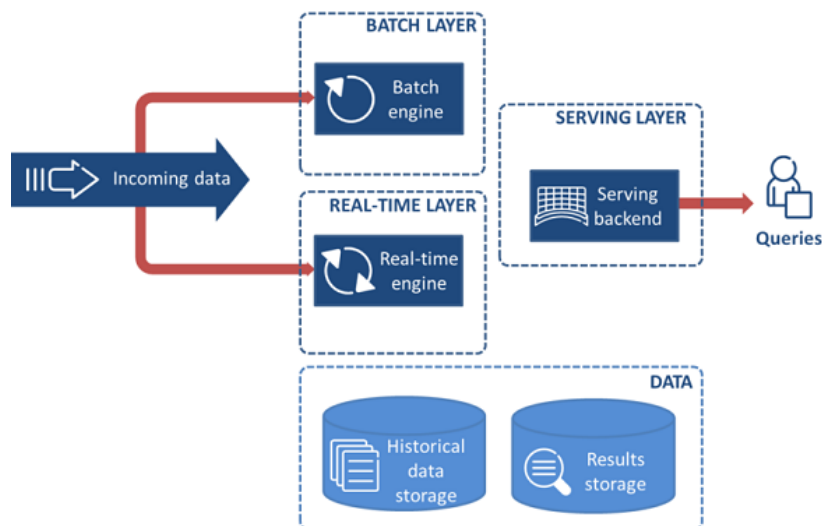 BATCH LAYER
Batch
engine
Incoming data
REAL-TIME LAYER
Real-time
engine
SERVING LAYER
Serving
backend
Queries
DATA
Historical
data
storage
Results
storage